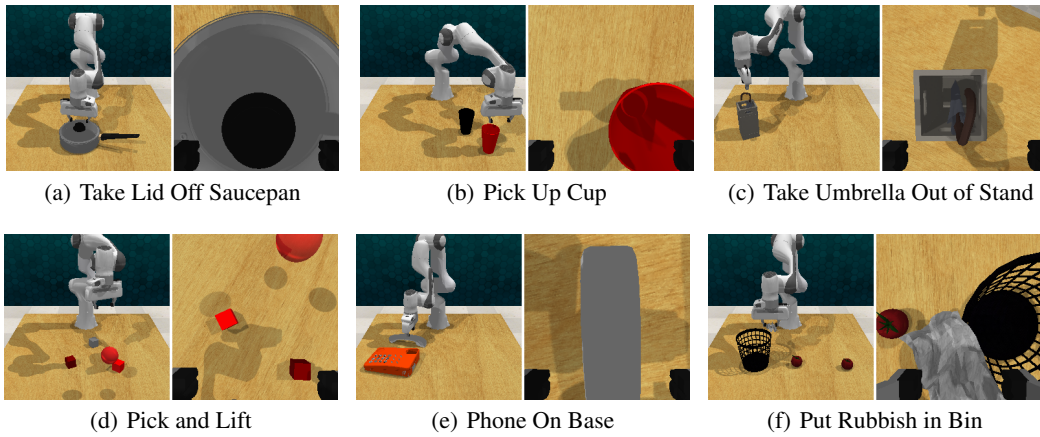 (a) Take Lid Off Saucepan
(b) Pick Up Cup
(c) Take Umbrella Out of Stand
(d) Pick and Lift
(e) Phone On Base
(f) Put Rubbish in Bin